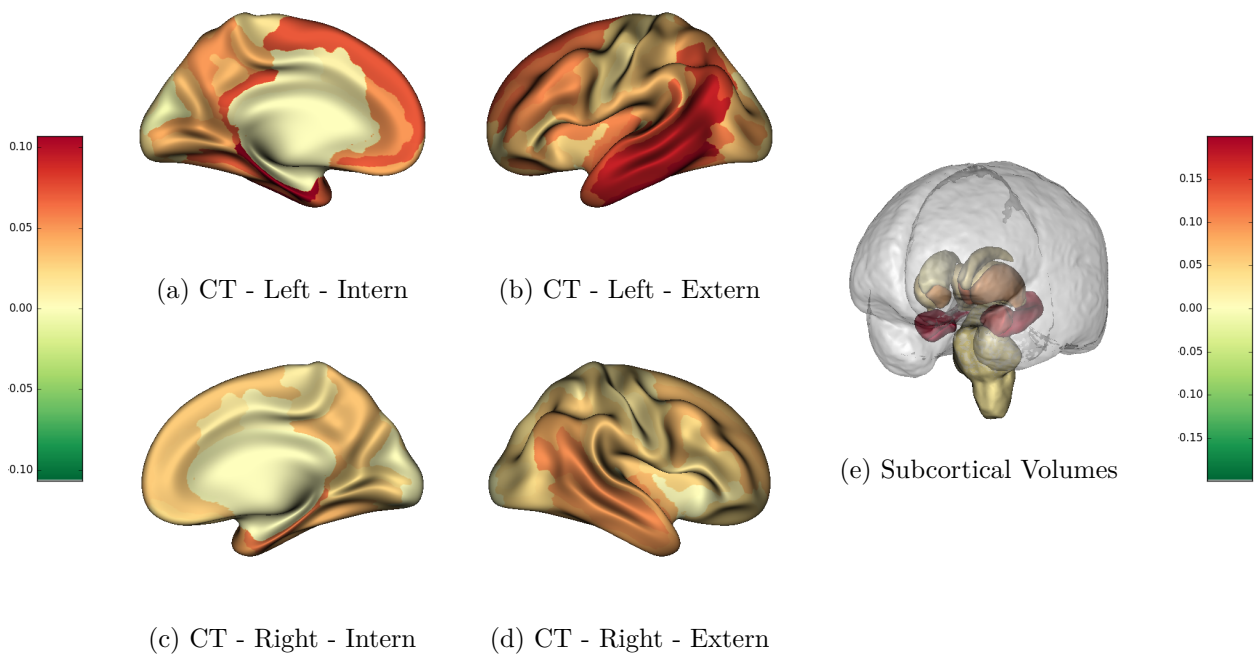 0.10
0.05
0.00
0.05
0.10
(a) CT - Left - Intern
(b) CT - Left - Extern
(c) CT - Right - Intern
(d) CT - Right - Extern
(e) Subcortical Volumes
0.15
0.10
0.05
0.00
-0.05
-0.10
-0.15